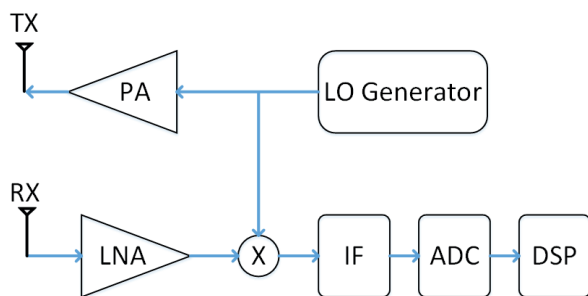 TX
PA
LO Generator
RX
LNA
X
IF
ADC
DSP